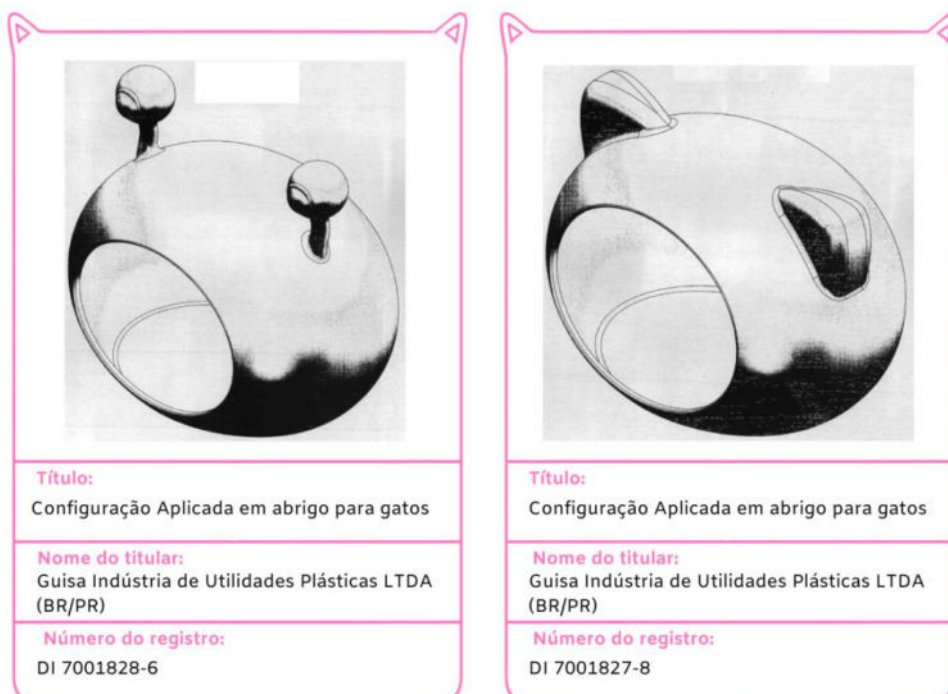 Título:
Configuração Aplicada em abrigo para gatos
Nome do titular:
Guisa Indústria de Utilidades Plásticas LTDA
(BR/PR)
Número do registro:
DI 7001828-6
Título:
Configuração Aplicada em abrigo para gatos
Nome do titular:
Guisa Indústria de Utilidades Plásticas LTDA
(BR/PR)
Número do registro:
DI 7001827-8